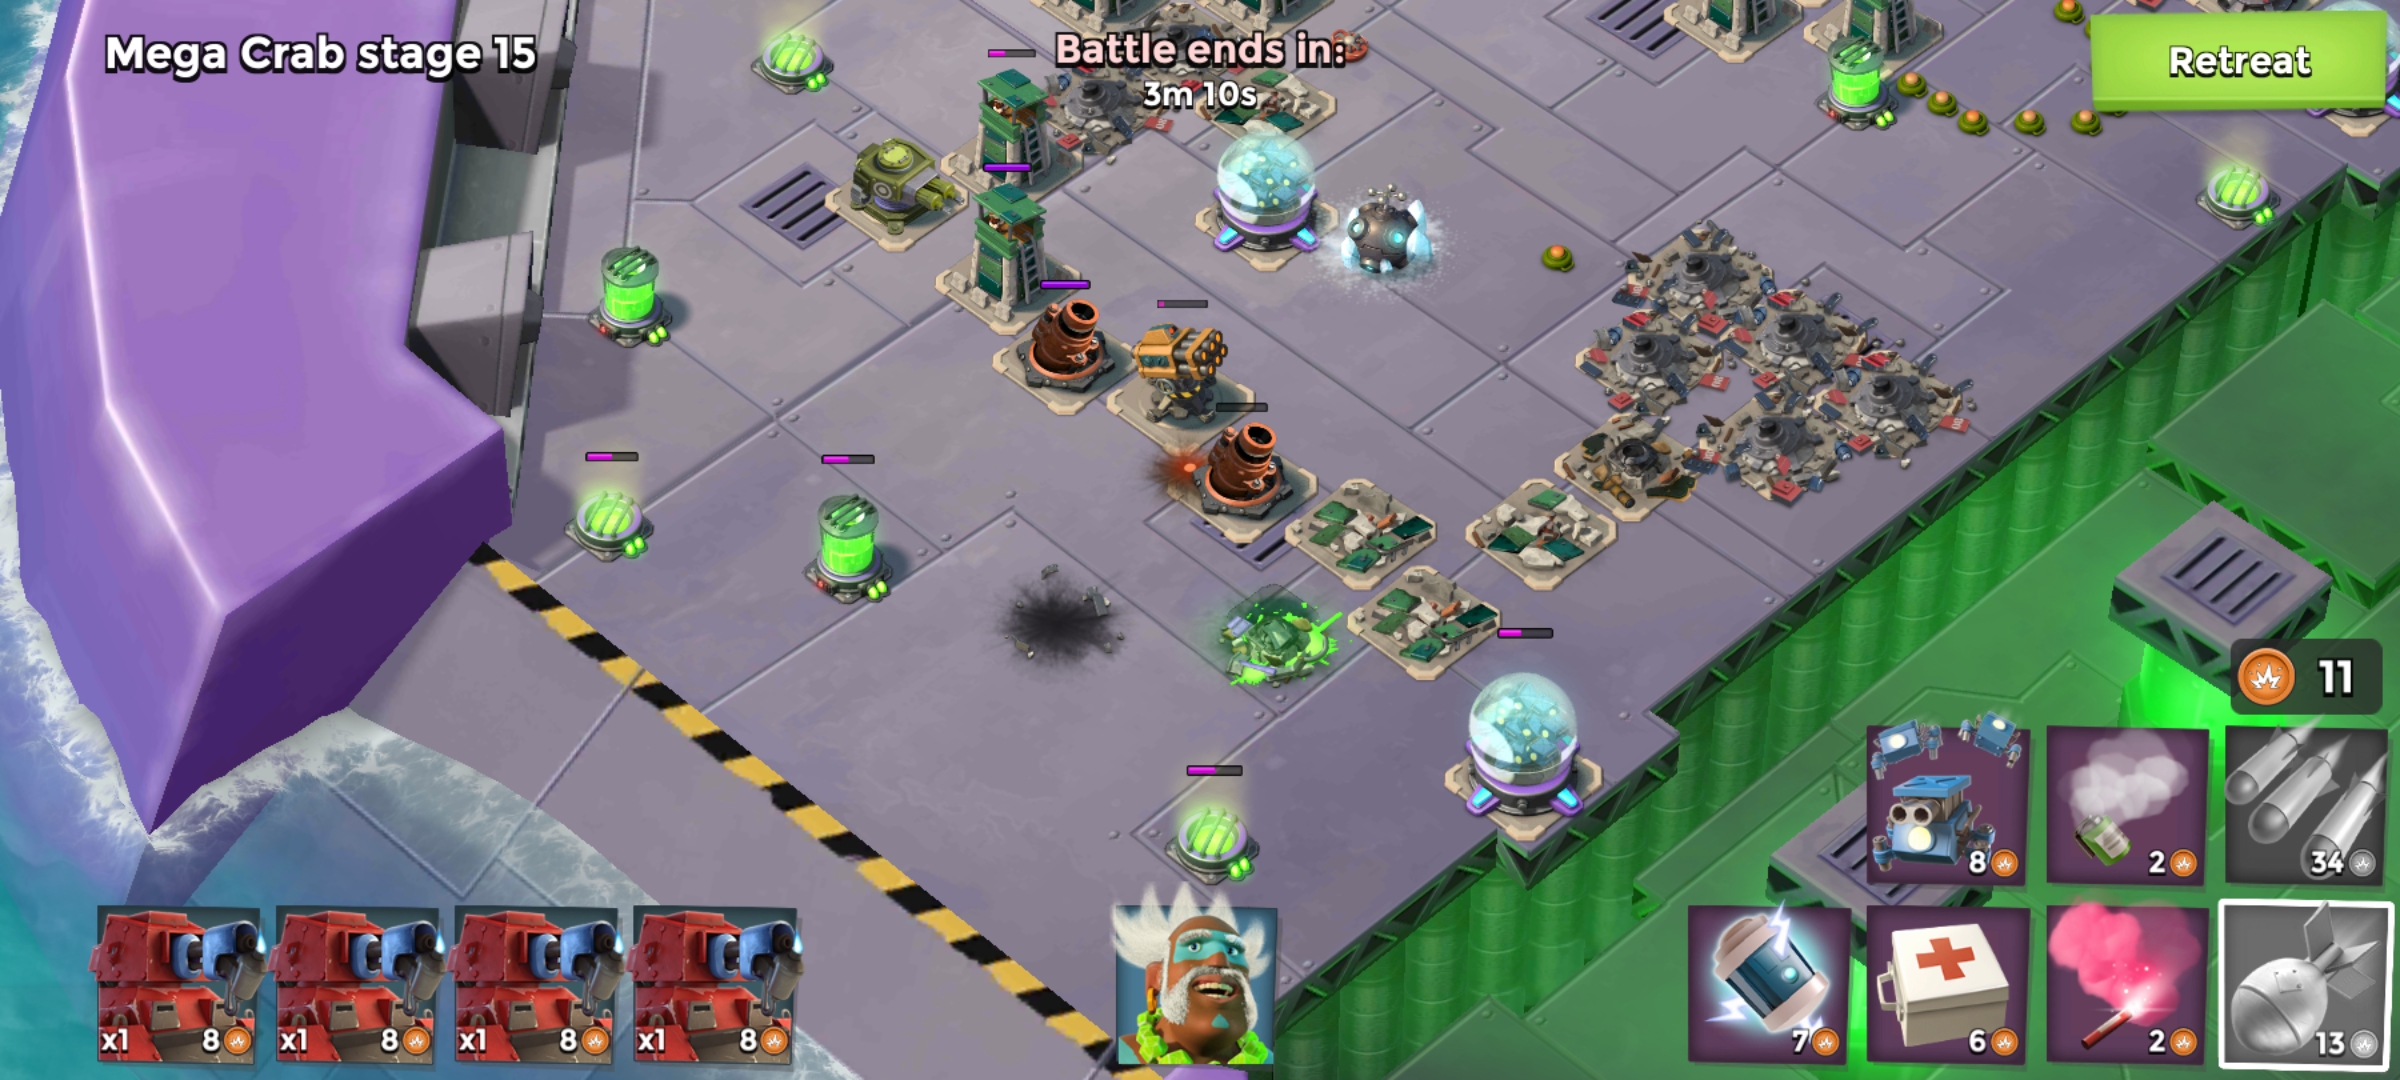 Mega Crab stage 15
Battle ends in:
3m 10s
Retreat
11
8
2
34
x1 8
x1 8
x1 8
x1 8
7
6
2
13